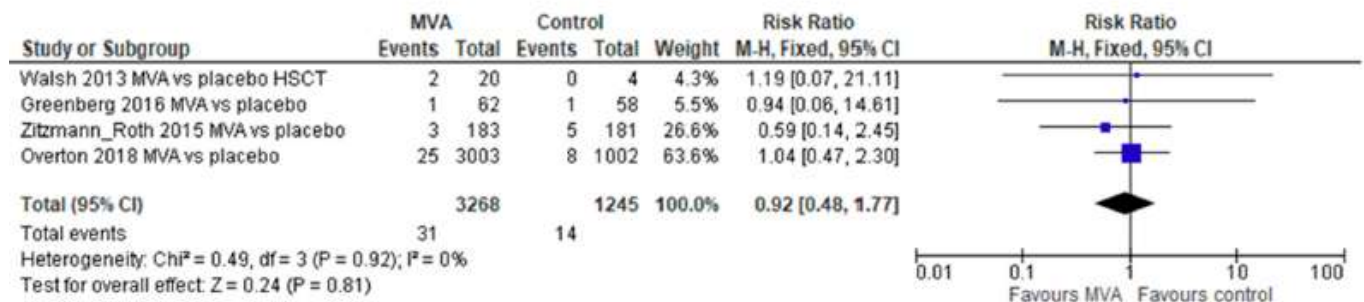 MVA Control Risk Ratio Risk Ratio
Study or Subgroup Events Total Events Total Weight M-H, Fixed, 95% CI M-H, Fixed, 95% CI
Walsh 2013 MVA vs placebo HSCT 2 20 0 4 4.3% 1.19 [0.07, 21.11]
Greenberg 2016 MVA vs placebo 1 62 1 58 5.5% 0.94 [0.06, 14.61]
Zitzmann_Roth 2015 MVA vs placebo 3 183 5 181 26.6% 0.59 [0.14, 2.45]
Overton 2018 MVA vs placebo 25 3003 8 1002 63.6% 1.04 [0.47, 2.30]
Total (95% CI) 3268 1245 100.0% 0.92 [0.48, 1.77]
Total events 31 14
Heterogeneity: Chi² = 0.49, df = 3 (P = 0.92); I² = 0%
Test for overall effect: Z = 0.24 (P = 0.81)
0.01 0.1 1 10 100
Favours MVA Favours control